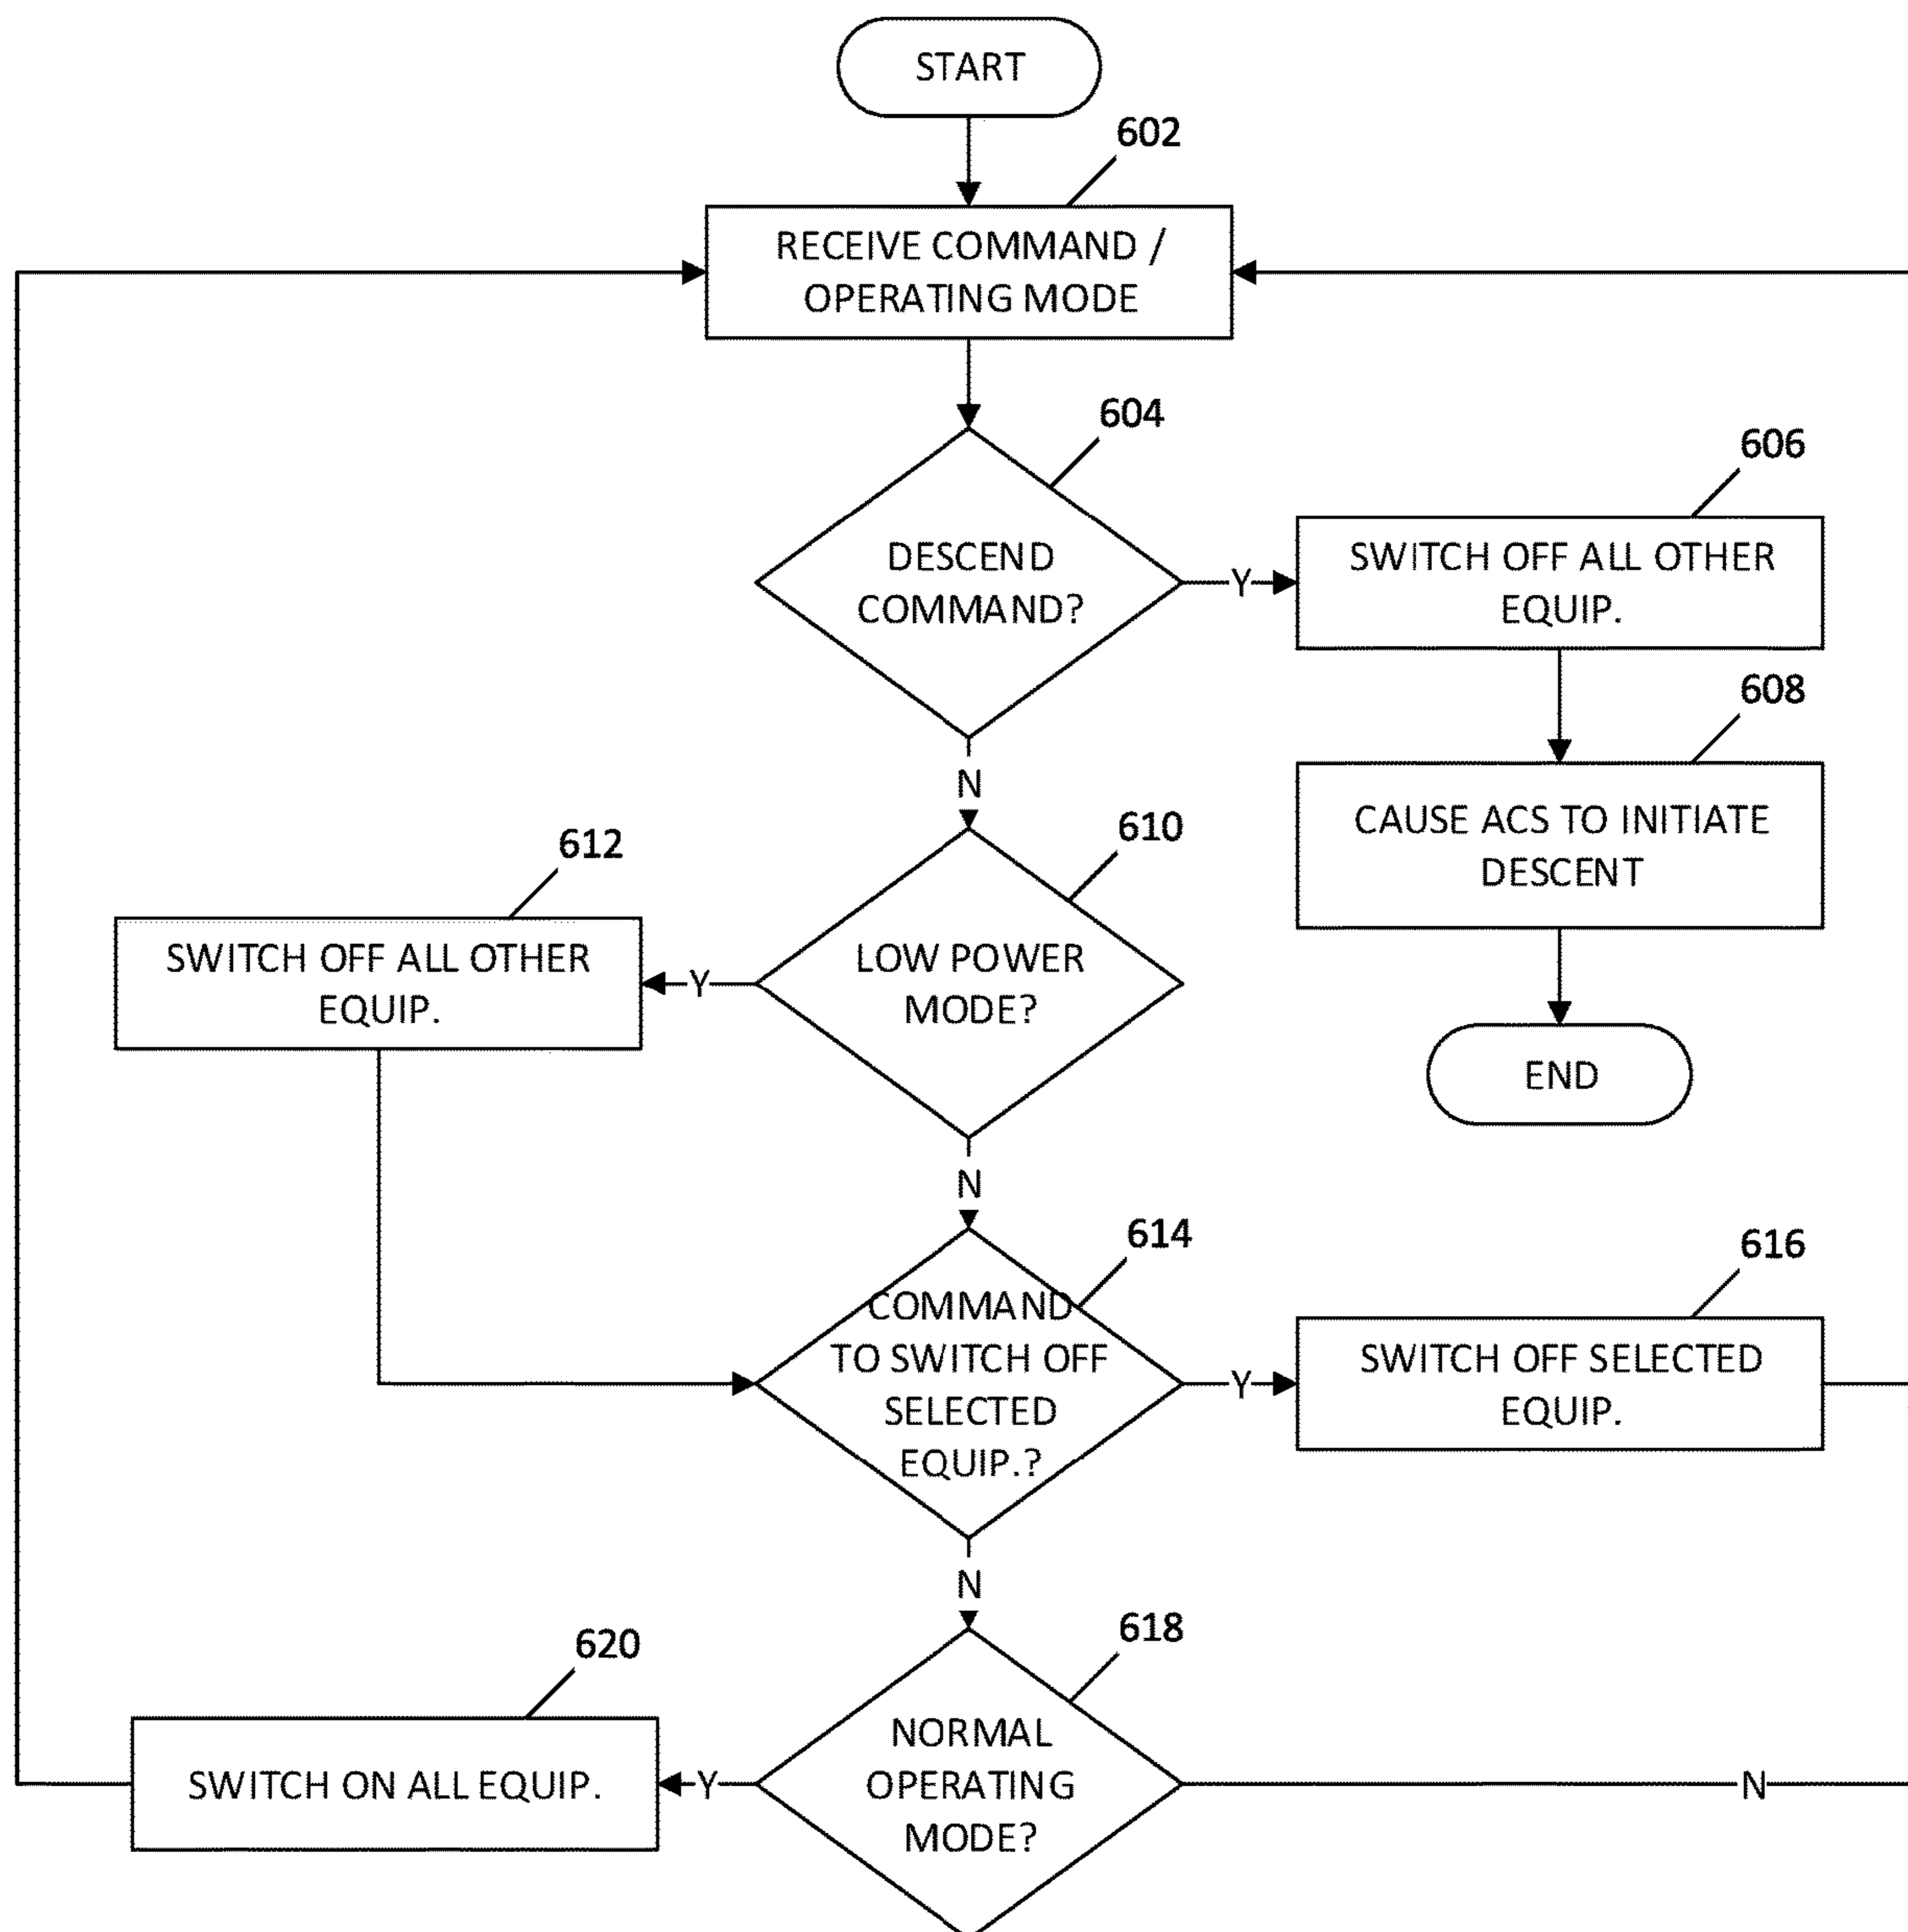 START
602
RECEIVE COMMAND /
OPERATING MODE
604
DESCEND
COMMAND?
Y
606
SWITCH OFF ALL OTHER
EQUIP.
608
CAUSE ACS TO INITIATE
DESCENT
END
N
610
LOW POWER
MODE?
Y
612
SWITCH OFF ALL OTHER
EQUIP.
N
614
COMMAND
TO SWITCH OFF
SELECTED
EQUIP.?
Y
616
SWITCH OFF SELECTED
EQUIP.
N
618
NORMAL
OPERATING
MODE?
Y
620
SWITCH ON ALL EQUIP.
N